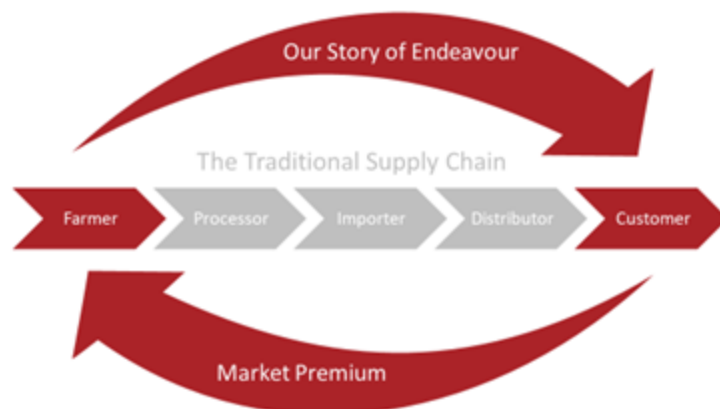 Our Story of Endeavour
The Traditional Supply Chain
Farmer Processor Importer Distributor Customer
Market Premium